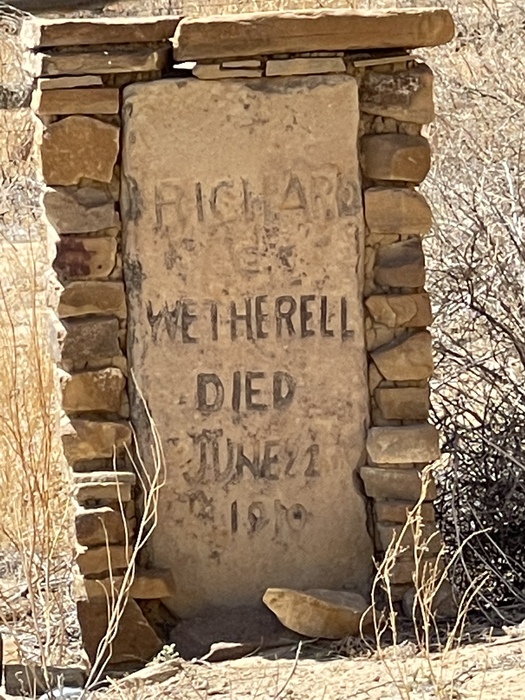 RICHARD
WETHERELL
DIED
JUNE 22
1910